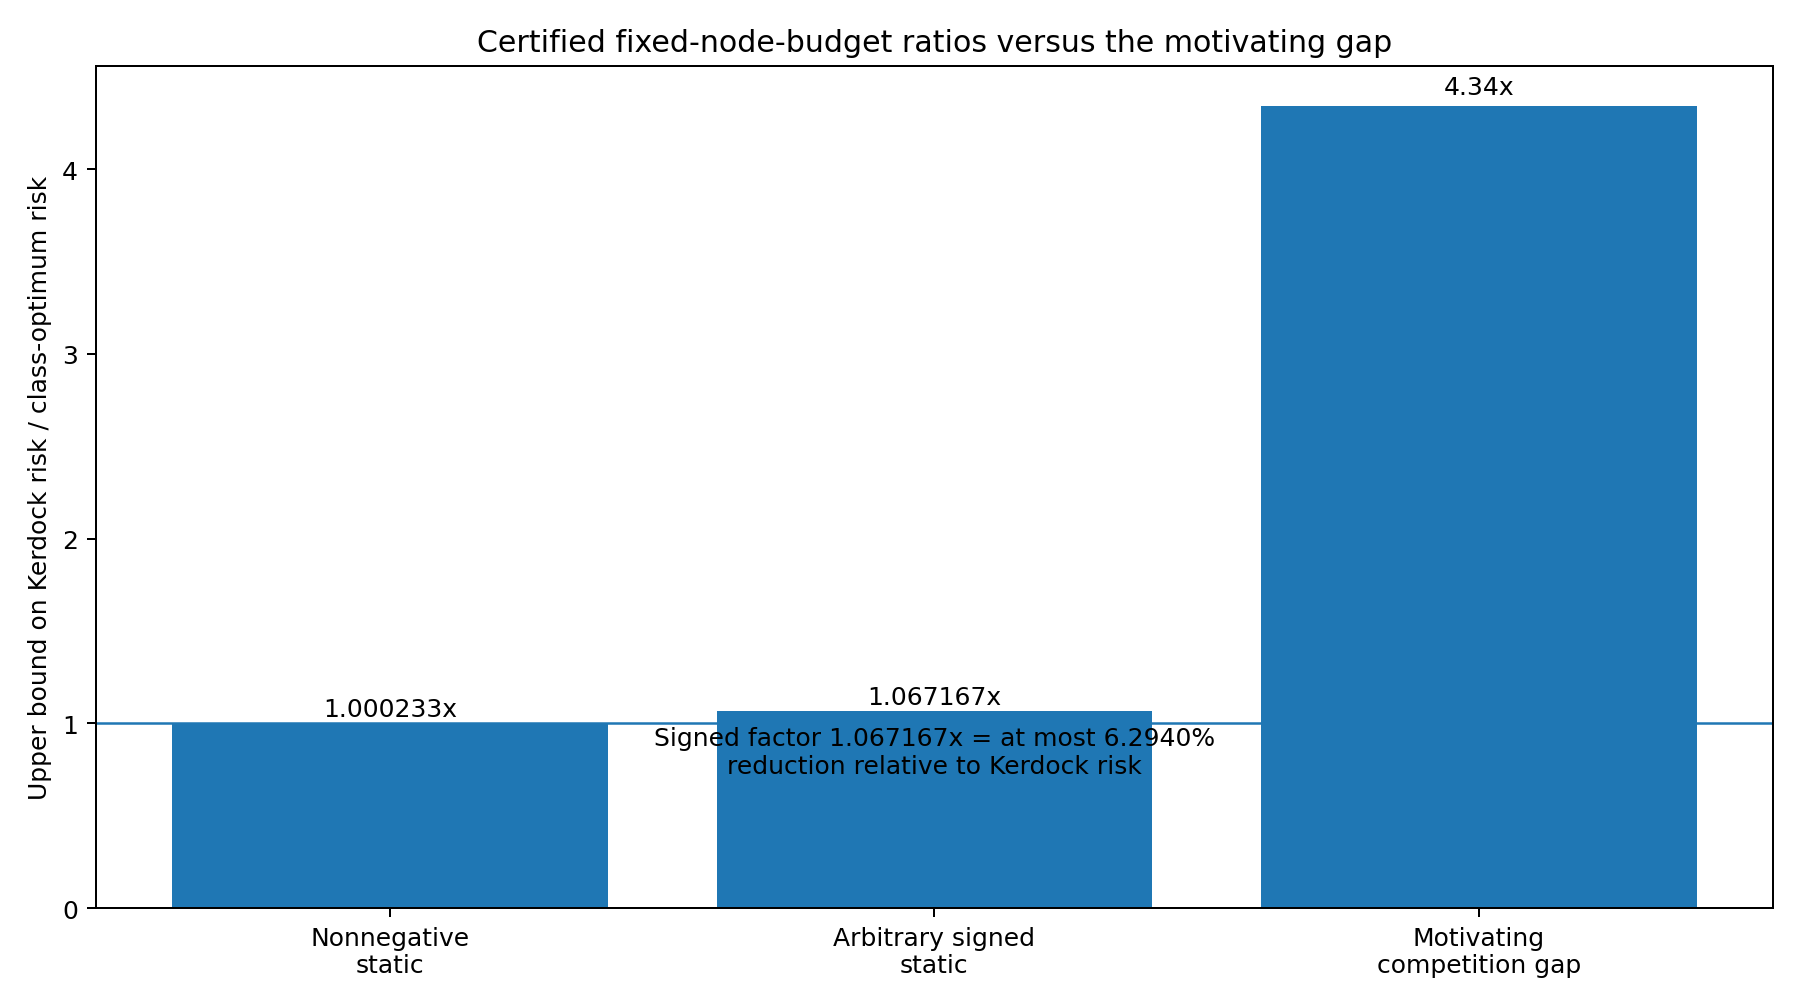 Certified fixed-node-budget ratios versus the motivating gap
Upper bound on Kerdock risk / class-optimum risk
4
3
2
1
0
1.000233x
1.067167x
4.34x
Signed factor 1.067167x = at most 6.2940%
reduction relative to Kerdock risk
Nonnegative
static
Arbitrary signed
static
Motivating
competition gap